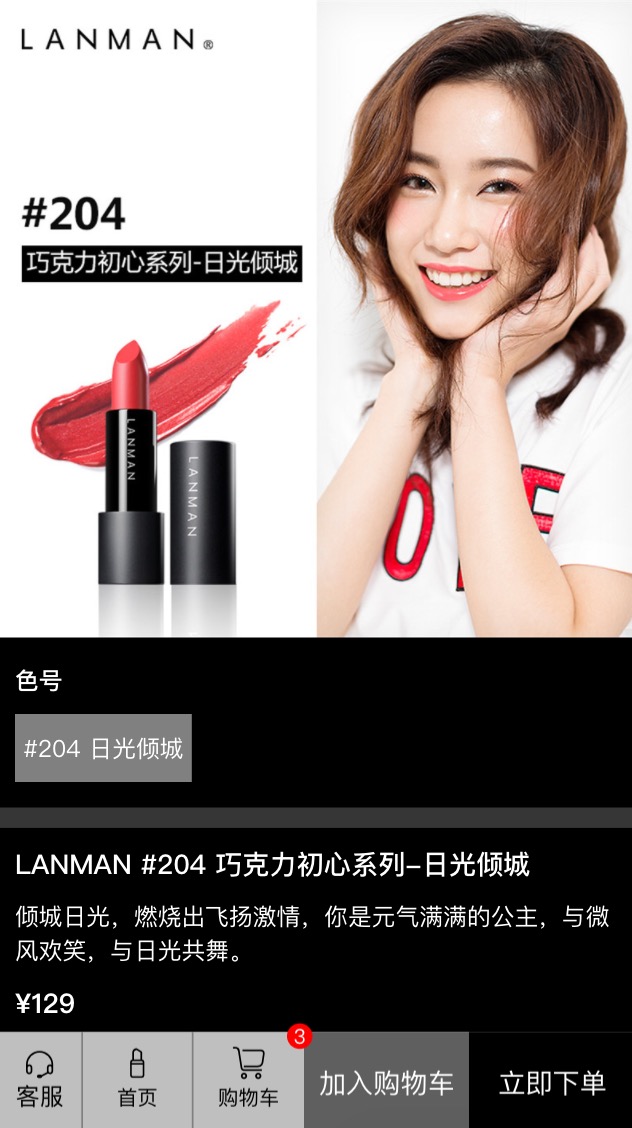 LANMAN®
#204
巧克力初心系列-日光倾城
LANMAN
LANMAN
色号
#204 日光倾城
LANMAN #204 巧克力初心系列–日光倾城
倾城日光，燃烧出飞扬激情，你是元气满满的公主，与微
风欢笑，与日光共舞。
¥129
3
客服
首页
购物车
加入购物车
立即下单